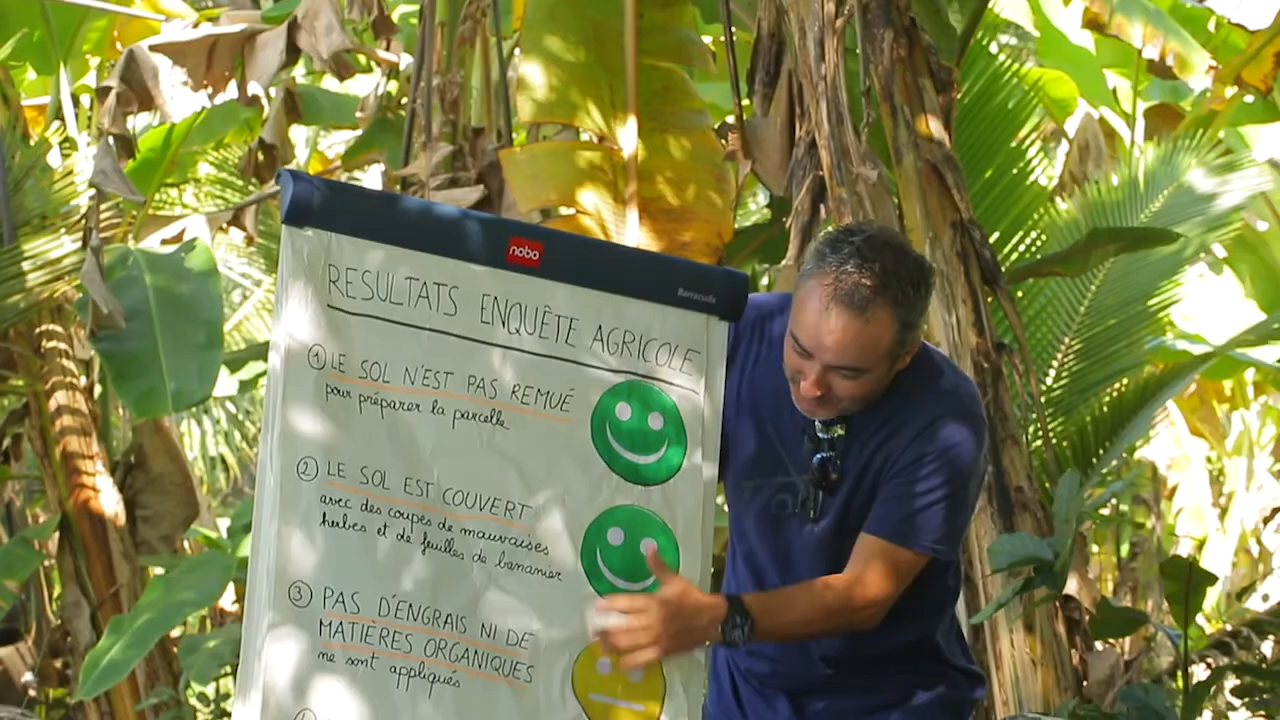 nobo
Barracuda
RESULTATS ENQUÊTE AGRICOLE
1 LE SOL N'EST PAS REMUÉ
pour préparer la parcelle
2 LE SOL EST COUVERT
avec des coupes de mauvaises
herbes et de feuilles de bananier
3 PAS D'ENGRAIS NI DE
MATIÈRES ORGANIQUES
ne sont appliqués